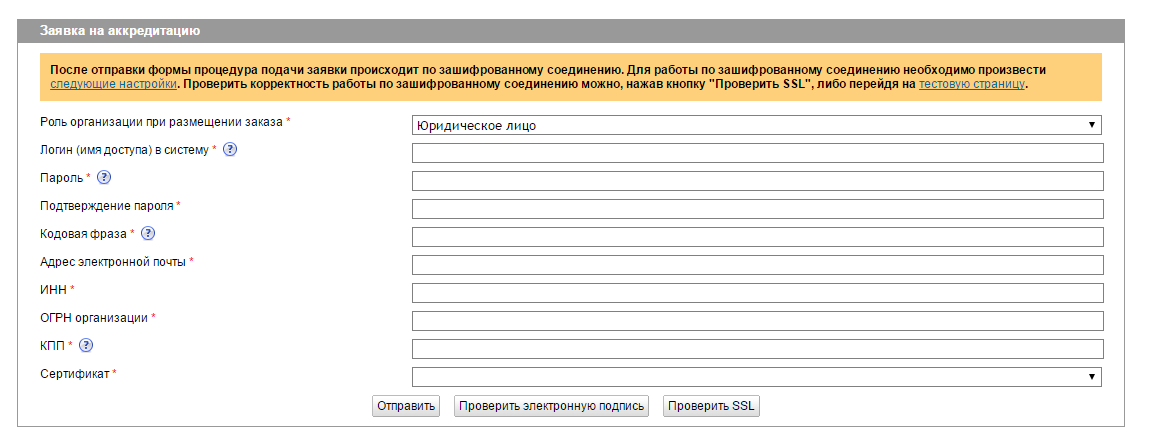 Заявка на аккредитацию
После отправки формы процедура подачи заявки происходит по зашифрованному соединению. Для работы по зашифрованному соединению необходимо произвести
следующие настройки. Проверить корректность работы по зашифрованному соединению можно, нажав кнопку "Проверить SSL", либо перейдя на тестовую страницу.
Роль организации при размещении заказа * Юридическое лицо
Логин (имя доступа) в систему * ?
Пароль * ?
Подтверждение пароля *
Кодовая фраза * ?
Адрес электронной почты *
ИНН *
ОГРН организации *
КПП * ?
Сертификат *
Отправить Проверить электронную подпись Проверить SSL